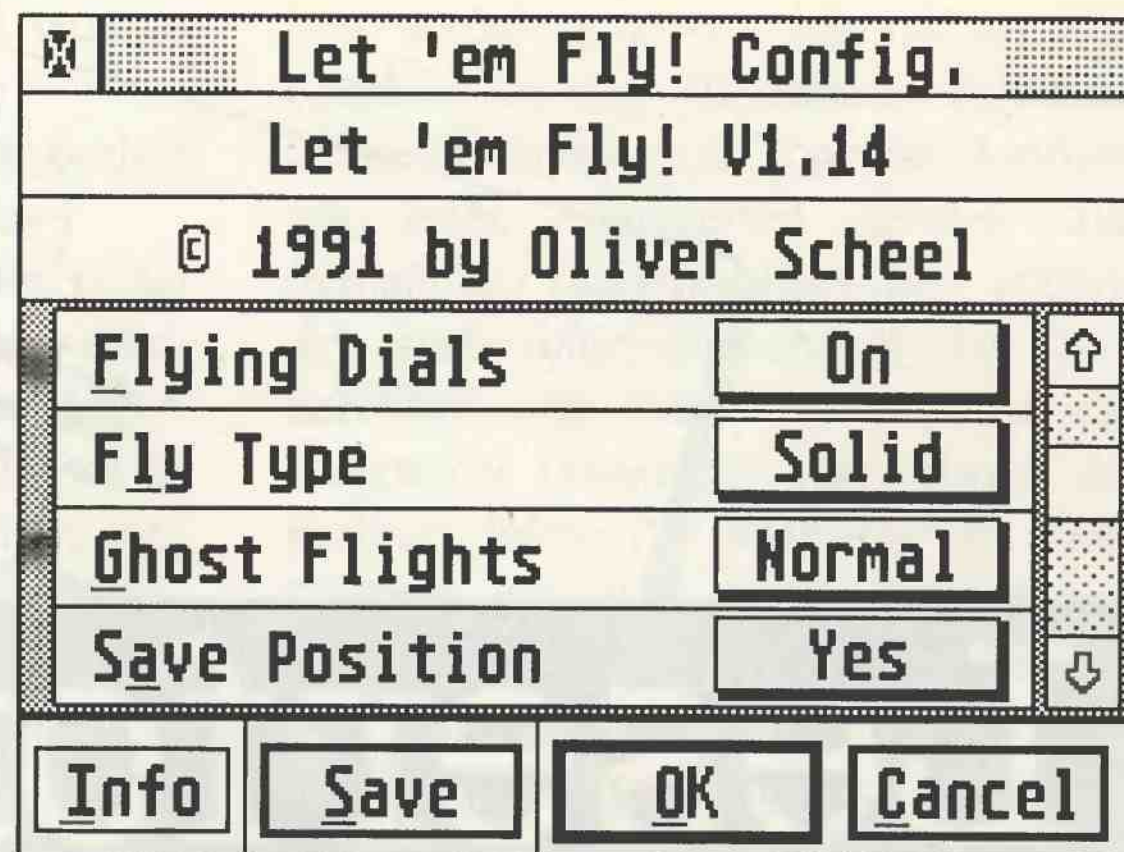 Let 'em Fly! Config.
Let 'em Fly! V1.14
© 1991 by Oliver Scheel
Flying Dials On
Fly Type Solid
Ghost Flights Normal
Save Position Yes
Info Save OK Cancel